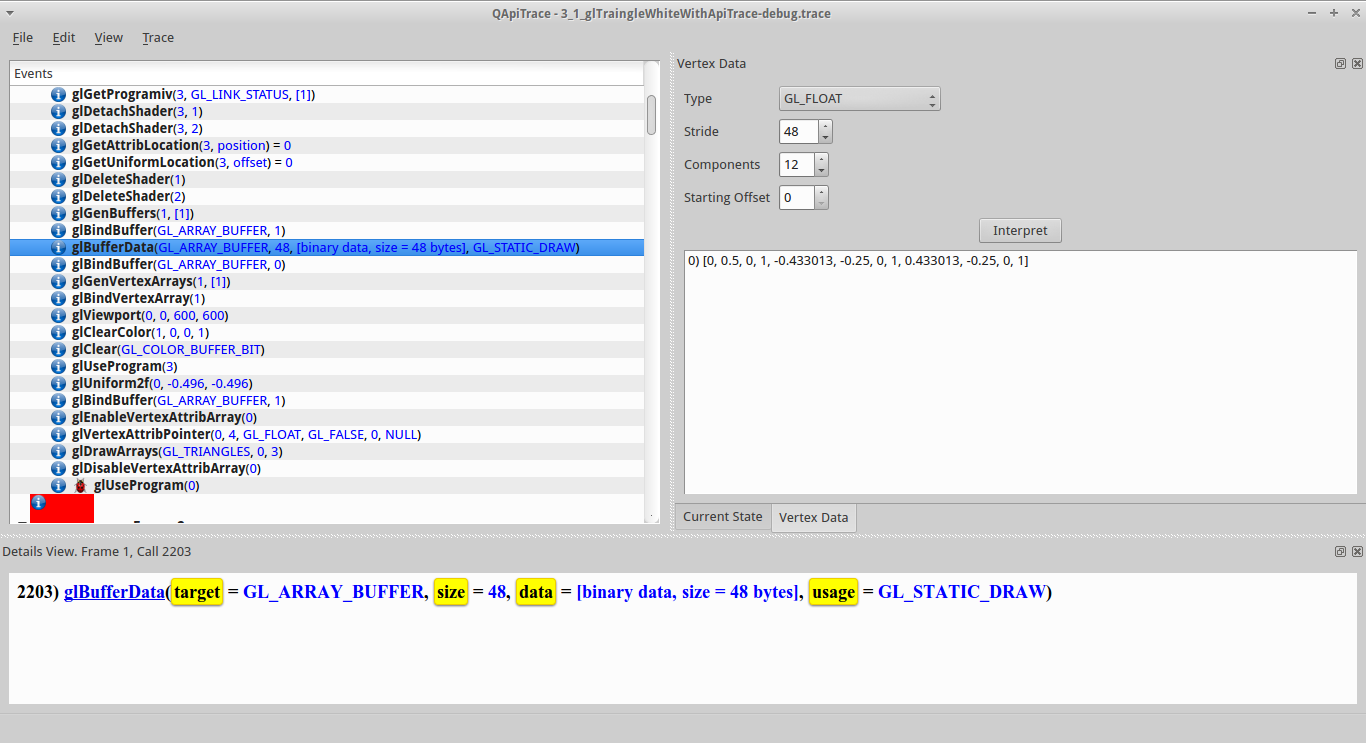 QApiTrace - 3_1_glTraingleWhiteWithApiTrace-debug.trace
File Edit View Trace
Events
glGetProgramiv(3, GL_LINK_STATUS, [1])
glDetachShader(3, 1)
glDetachShader(3, 2)
glGetAttribLocation(3, position) = 0
glGetUniformLocation(3, offset) = 0
glDeleteShader(1)
glDeleteShader(2)
glGenBuffers(1, [1])
glBindBuffer(GL_ARRAY_BUFFER, 1)
glBufferData(GL_ARRAY_BUFFER, 48, [binary data, size = 48 bytes], GL_STATIC_DRAW)
glBindBuffer(GL_ARRAY_BUFFER, 0)
glGenVertexArrays(1, [1])
glBindVertexArray(1)
glViewport(0, 0, 600, 600)
glClearColor(1, 0, 0, 1)
glClear(GL_COLOR_BUFFER_BIT)
glUseProgram(3)
glUniform2f(0, -0.496, -0.496)
glBindBuffer(GL_ARRAY_BUFFER, 1)
glEnableVertexAttribArray(0)
glVertexAttribPointer(0, 4, GL_FLOAT, GL_FALSE, 0, NULL)
glDrawArrays(GL_TRIANGLES, 0, 3)
glDisableVertexAttribArray(0)
glUseProgram(0)
Vertex Data
Type GL_FLOAT
Stride 48
Components 12
Starting Offset 0
Interpret
0) [0, 0.5, 0, 1, -0.433013, -0.25, 0, 1, 0.433013, -0.25, 0, 1]
Current State Vertex Data
Details View. Frame 1, Call 2203
2203) glBufferData(target = GL_ARRAY_BUFFER, size = 48, data = [binary data, size = 48 bytes], usage = GL_STATIC_DRAW)